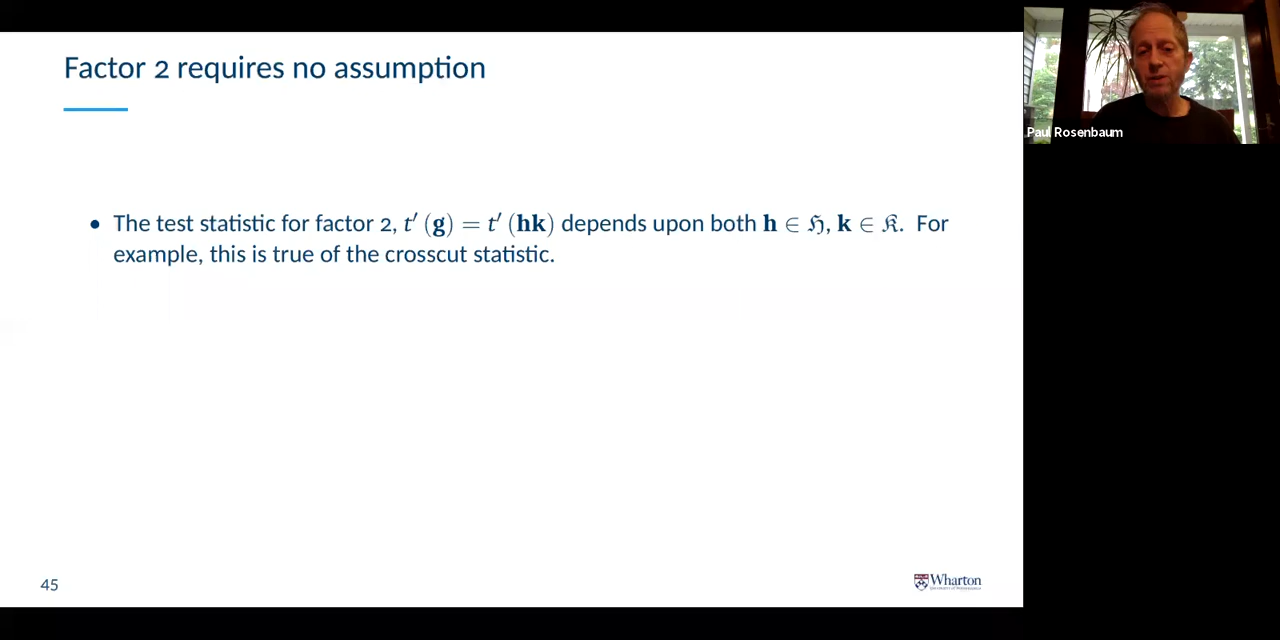 Factor 2 requires no assumption
• The test statistic for factor 2, t′ (g) = t′ (hk) depends upon both h ∈ ℌ, k ∈ 𝔎. For
example, this is true of the crosscut statistic.
45
Wharton
Paul Rosenbaum